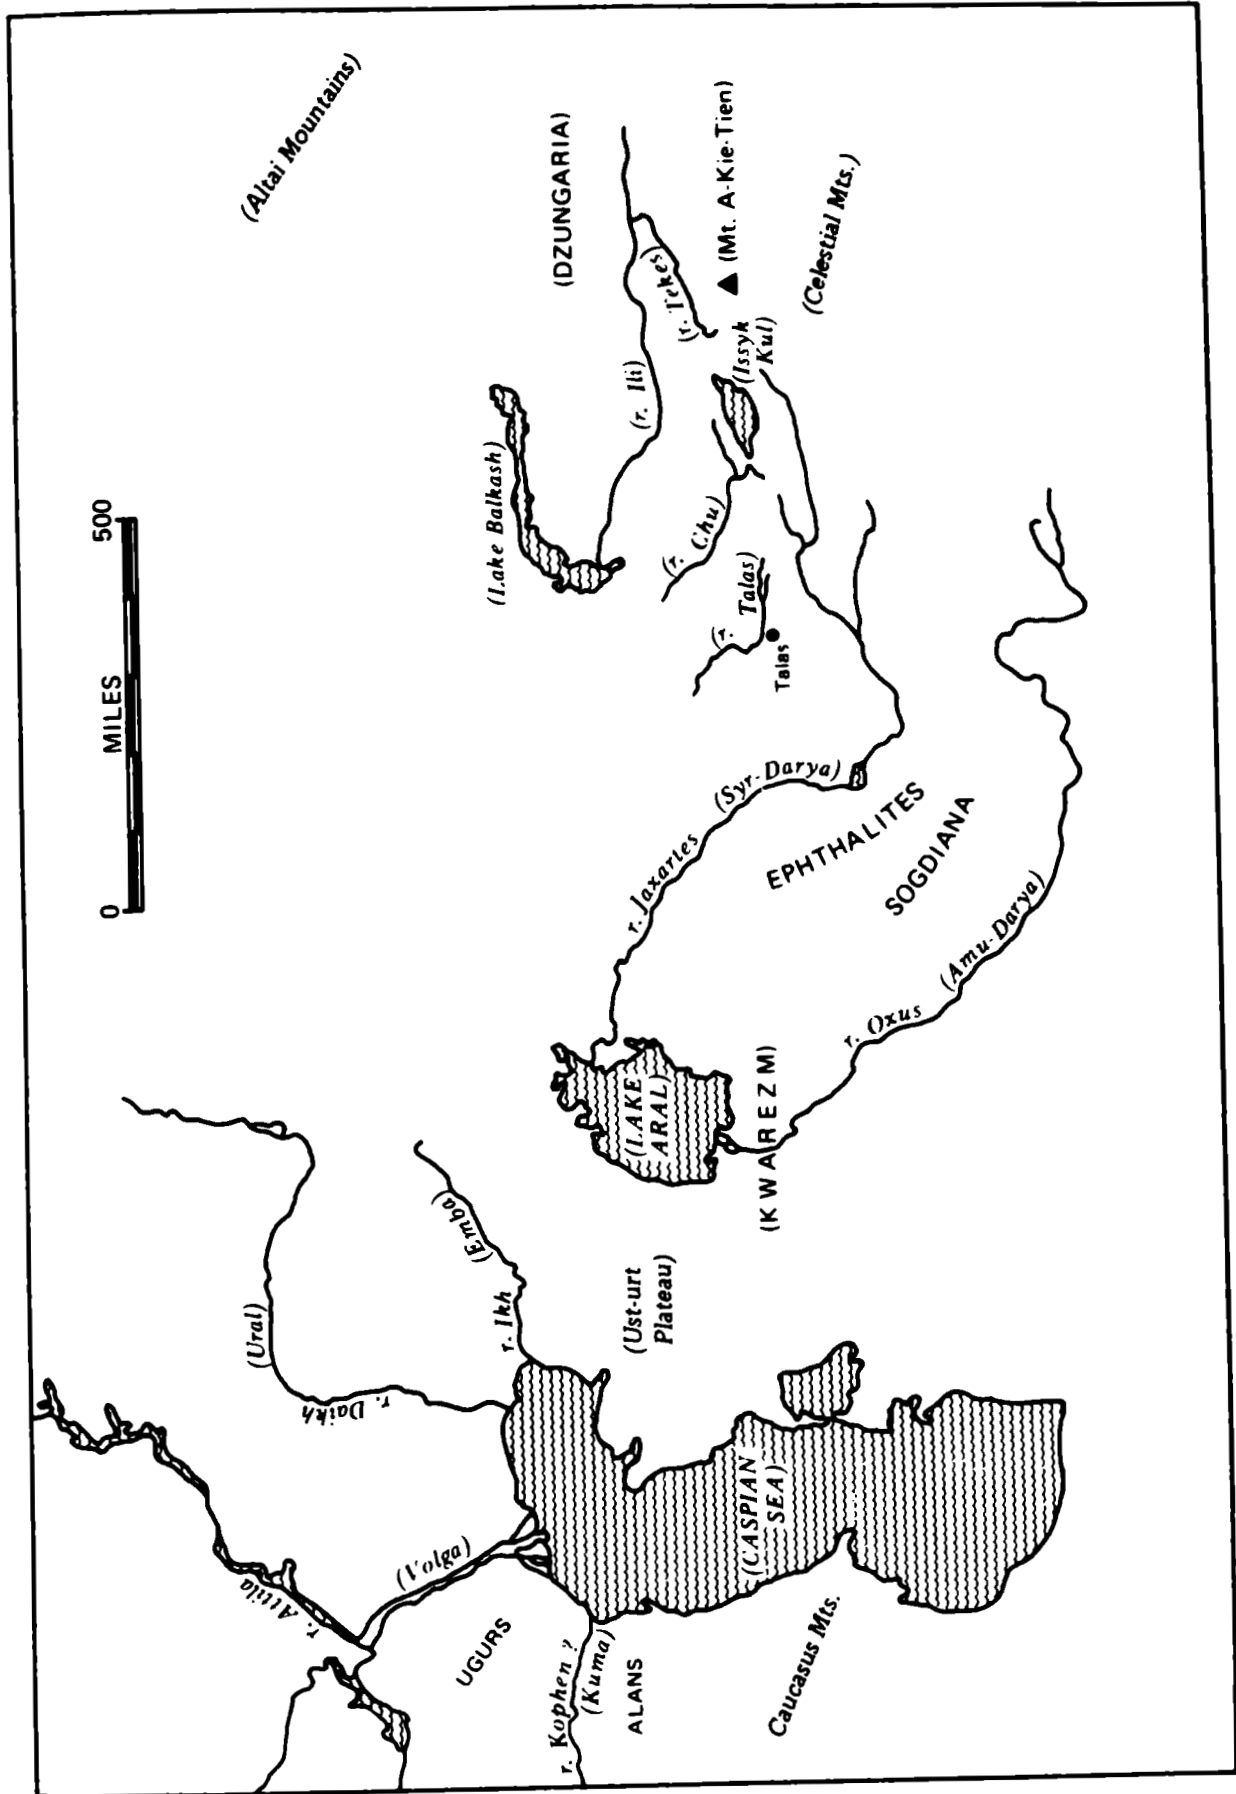 (Altai Mountains)
0
MILES
500
(DZUNGARIA)
(Lake Balkash)
(r. Ili)
(r. Tekes)
(Mt. A-Kie-Tien)
(Issyk
Kul)
(Celestial Mts.)
(r. Chu)
(r. Talas)
Talas
r. Jaxartes
(Syr-Darya)
EPHTHALITES
SOGDIANA
r. Oxus
(Amu-Darya)
(LAKE
ARAL)
(KWAREZM)
(Ural)
r. Daikh
(Emba)
r. Ikh
(Ust-urt
Plateau)
r. Attila
(Volga)
UGURS
r. Kophen ?
(Kuma)
ALANS
(CASPIAN
SEA)
Caucasus Mts.